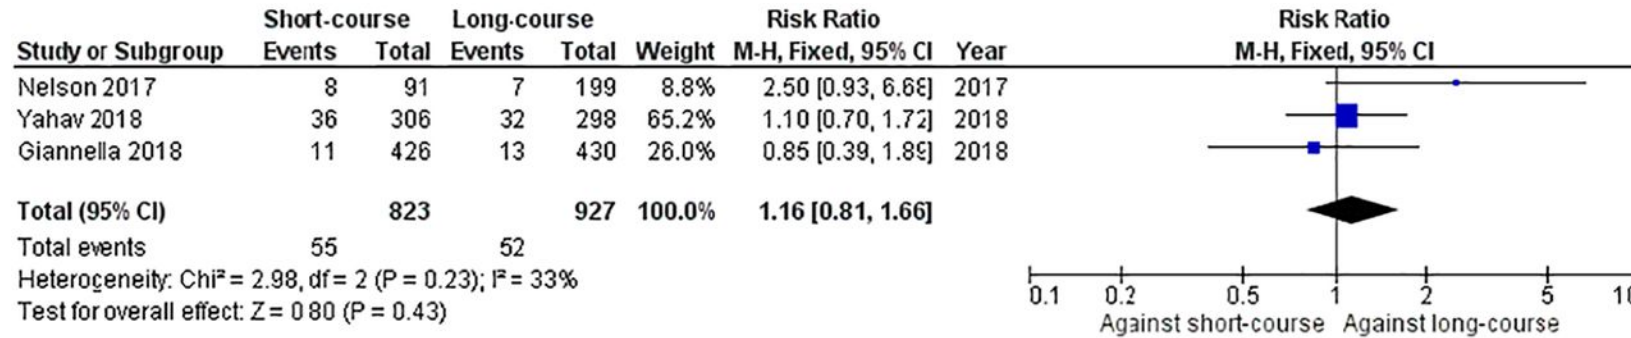 Short-course Long-course Risk Ratio Risk Ratio
Study or Subgroup Events Total Events Total Weight M-H, Fixed, 95% CI Year M-H, Fixed, 95% CI
Nelson 2017 8 91 7 199 8.8% 2.50 [0.93, 6.68] 2017
Yahav 2018 36 306 32 298 65.2% 1.10 [0.70, 1.72] 2018
Giannella 2018 11 426 13 430 26.0% 0.85 [0.39, 1.89] 2018
Total (95% CI) 823 927 100.0% 1.16 [0.81, 1.66]
Total events 55 52
Heterogeneity: Chi² = 2.98, df = 2 (P = 0.23); I² = 33%
Test for overall effect: Z = 0.80 (P = 0.43)
0.1 0.2 0.5 1 2 5 10
Against short-course Against long-course